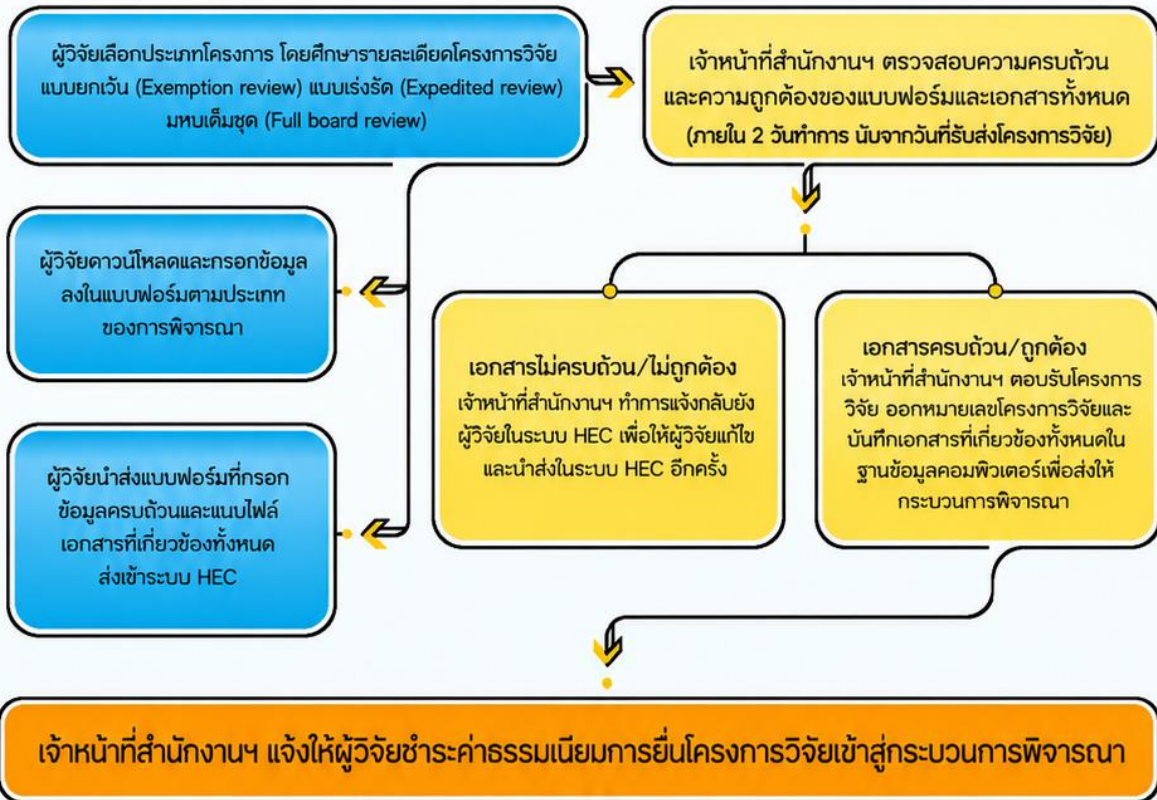 ผู้วิจัยเลือกประเภทโครงการ โดยศึกษารายละเดียดโครงการวิจัย
แบบยกเว้น (Exemption review) แบบเร่งรัด (Expedited review)
มหบเต็มชุด (Full board review)
เจ้าหน้าที่สำนักงานฯ ตรวจสอบความครบถ้วน
และความถูกต้องของแบบฟอร์มและเอกสารทั้งหนด
(ภายใน 2 วันทำการ นับจากวันที่รับส่งโครงการวิจัย)
ผู้วิจัยดาวน์โหลดและกรอกข้อมูล
ลงในแบบฟอร์มตามประเภท
ของการพิจารณา
ผู้วิจัยนำส่งแบบฟอร์มที่กรอก
ข้อมูลครบถ้วนและแนบไฟล์
เอกสารที่เกี่ยวข้องทั้งหนด
ส่งเข้าระบบ HEC
เอกสารไม่ครบถ้วน/ไม่ถูกต้อง
เจ้าหน้าที่สำนักงานฯ ทำการแจ้งกลับยัง
ผู้วิจัยในระบบ HEC เพื่อให้ผู้วิจัยแก้ไข
และนำส่งในระบบ HEC อีกครั้ง
เอกสารครบถ้วน/ถูกต้อง
เจ้าหน้าที่สำนักงานฯ ตอบรับโครงการ
วิจัย ออกหมายเลขโครงการวิจัยและ
บันทึกเอกสารที่เกี่ยวข้องทั้งหนดใน
ฐานข้อมูลคอมพิวเตอร์เพื่อส่งให้
กระบวนการพิจารณา
เจ้าหน้าที่สำนักงานฯ แจ้งให้ผู้วิจัยชำระค่าธรรมเนียมการยื่นโครงการวิจัยเข้าสู่กระบวนการพิจารณา